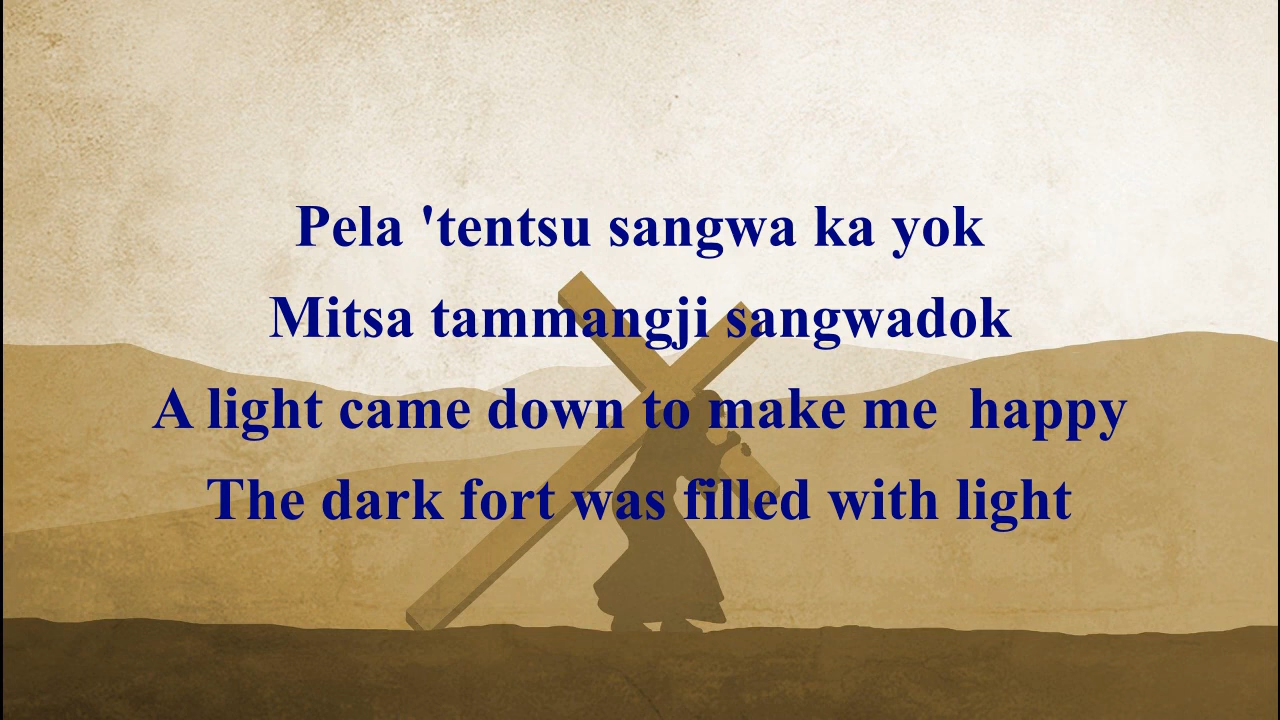 Pela 'tentsu sangwa ka yok
Mitsa tammangji sangwadok
A light came down to make me  happy
The dark fort was filled with light